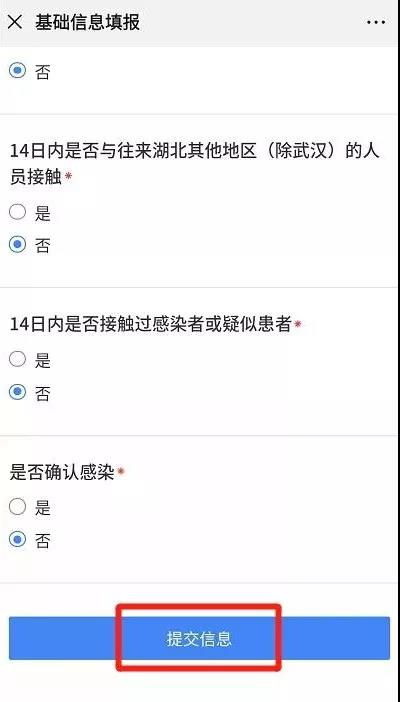 基础信息填报
否
14日内是否与往来湖北其他地区（除武汉）的人
员接触*
是
否
14日内是否接触过感染者或疑似患者*
是
否
是否确认感染*
是
否
提交信息